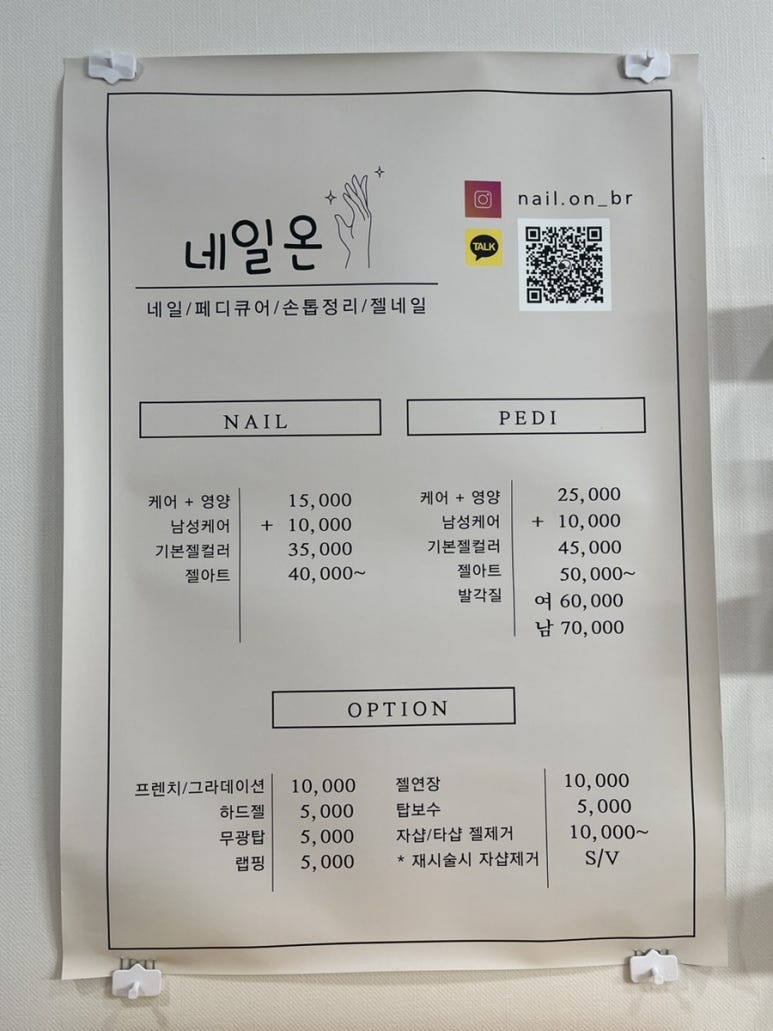 네일온
nail.on_br
TALK
네일/페디큐어/손톱정리/젤네일
NAIL
케어 + 영양 15,000
남성케어 + 10,000
기본젤컬러 35,000
젤아트 40,000~
PEDI
케어 + 영양 25,000
남성케어 + 10,000
기본젤컬러 45,000
젤아트 50,000~
발각질 여 60,000
남 70,000
OPTION
프렌치/그라데이션 10,000
하드젤 5,000
무광탑 5,000
랩핑 5,000
젤연장 10,000
탑보수 5,000
자샵/타샵 젤제거 10,000~
* 재시술시 자샵제거 S/V